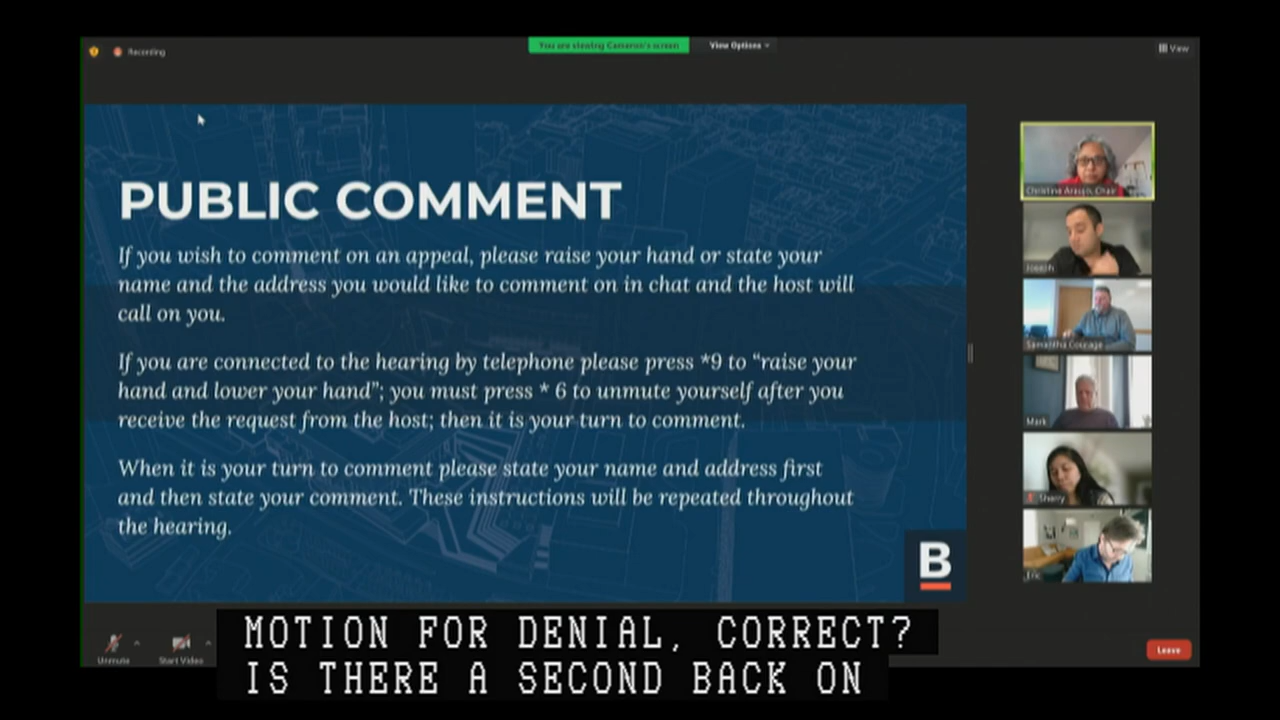 Recording
You are viewing Cameron's screen
View Options
View
PUBLIC COMMENT
If you wish to comment on an appeal, please raise your hand or state your
name and the address you would like to comment on in chat and the host will
call on you.
If you are connected to the hearing by telephone please press *9 to “raise your
hand and lower your hand”; you must press * 6 to unmute yourself after you
receive the request from the host; then it is your turn to comment.
When it is your turn to comment please state your name and address first
and then state your comment. These instructions will be repeated throughout
the hearing.
B
Christine Araujo, Chair
Joseph
Samantha Courage
Mark
Sherry
Eric
Unmute
Start Video
Leave
MOTION FOR DENIAL, CORRECT?
IS THERE A SECOND BACK ON